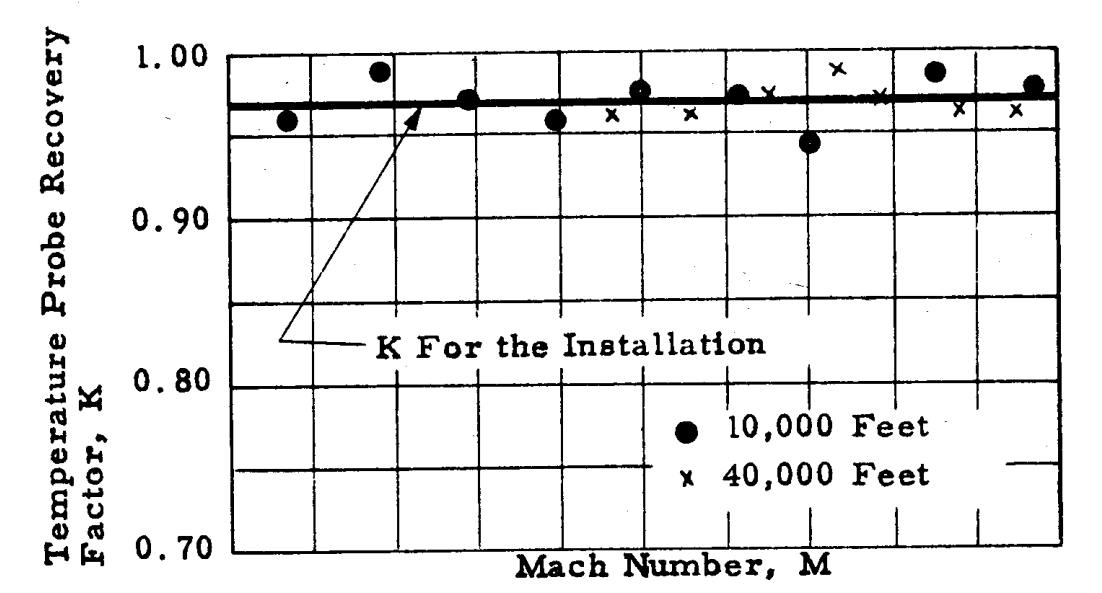 Temperature Probe Recovery
Factor, K
1.00
0.90
0.80
0.70
K For the Installation
10,000 Feet
40,000 Feet
Mach Number, M